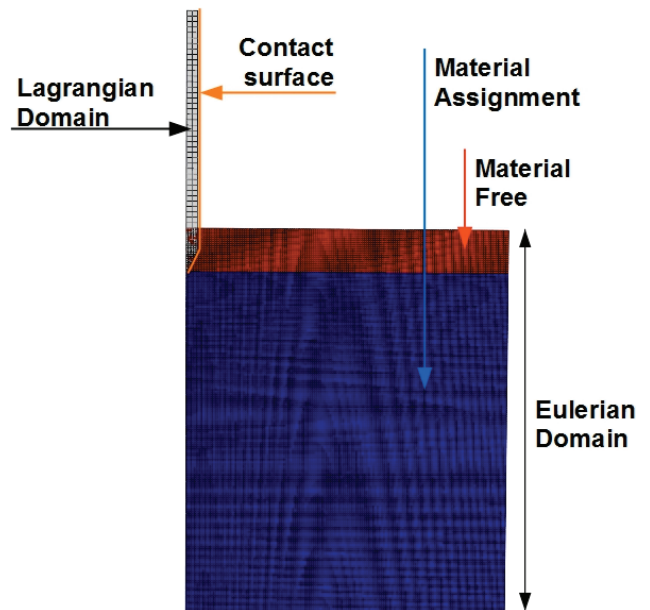 Contact
surface
Lagrangian
Domain
Material
Assignment
Material
Free
Eulerian
Domain